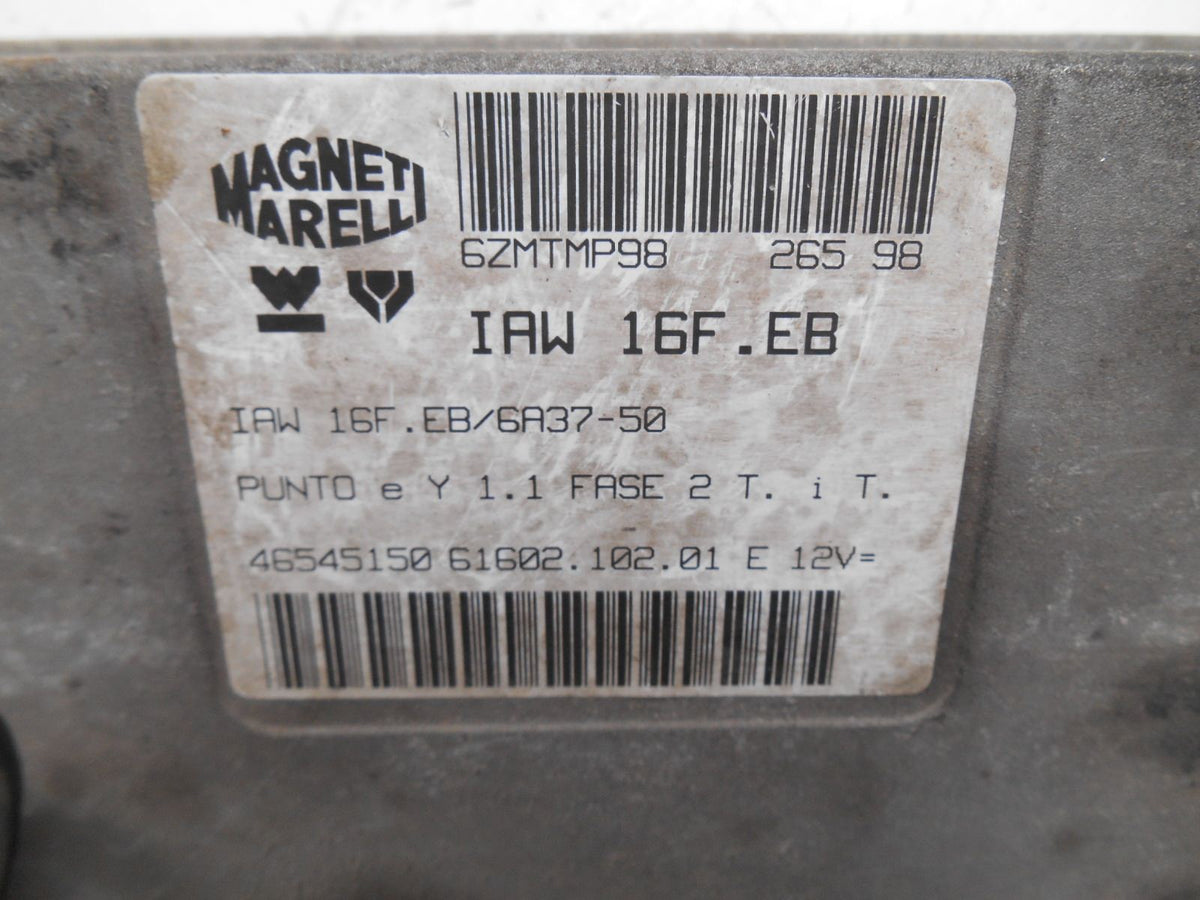 MAGNETI
MARELLI
6ZMTMP98 265 98
IAW 16F.EB
IAW 16F.EB/6A37-50
PUNTO e Y 1.1 FASE 2 T. i T.
-
46545150 61602.102.01 E 12V=